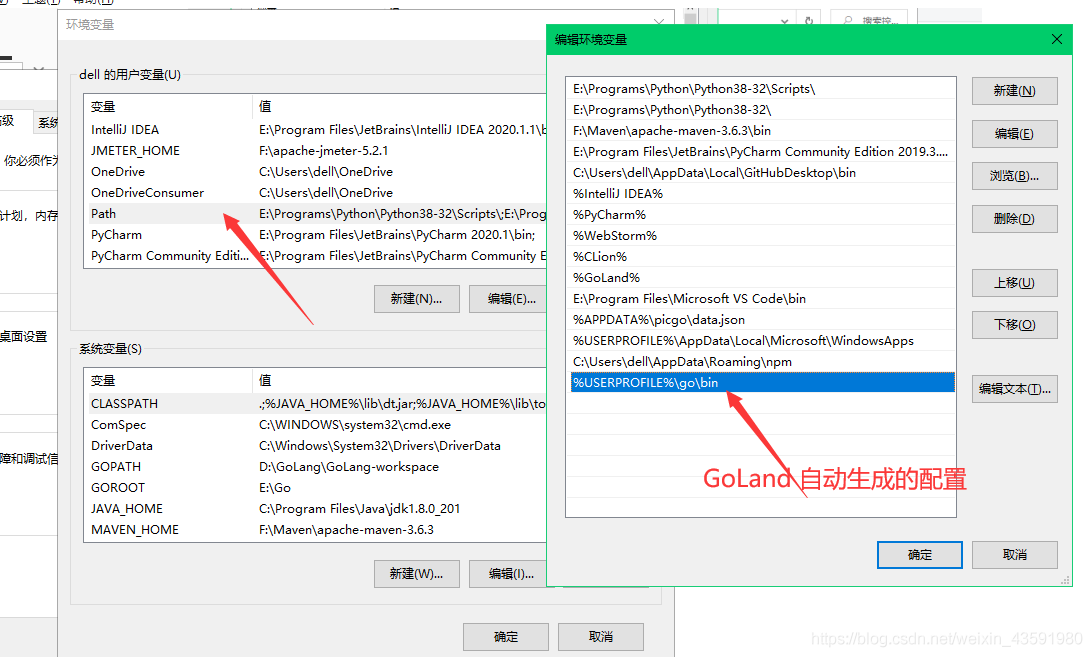 环境变量
dell 的用户变量(U)
变量 值
IntelliJ IDEA E:\Program Files\JetBrains\IntelliJ IDEA 2020.1.1\b
JMETER_HOME F:\apache-jmeter-5.2.1
OneDrive C:\Users\dell\OneDrive
OneDriveConsumer C:\Users\dell\OneDrive
Path E:\Programs\Python\Python38-32\Scripts\;E:\Prog
PyCharm E:\Program Files\JetBrains\PyCharm 2020.1\bin;
PyCharm Community Editi... E:\Program Files\JetBrains\PyCharm Community E
新建(N)... 编辑(E)...
系统变量(S)
变量 值
CLASSPATH .;%JAVA_HOME%\lib\dt.jar;%JAVA_HOME%\lib\to
ComSpec C:\WINDOWS\system32\cmd.exe
DriverData C:\Windows\System32\Drivers\DriverData
GOPATH D:\GoLang\GoLang-workspace
GOROOT E:\Go
JAVA_HOME C:\Program Files\Java\jdk1.8.0_201
MAVEN_HOME F:\Maven\apache-maven-3.6.3
新建(W)... 编辑(I)...
确定 取消
级 系统
你必须作为
计划，内存
桌面设置
障和调试信
编辑环境变量
E:\Programs\Python\Python38-32\Scripts\
E:\Programs\Python\Python38-32\
F:\Maven\apache-maven-3.6.3\bin
E:\Program Files\JetBrains\PyCharm Community Edition 2019.3....
C:\Users\dell\AppData\Local\GitHubDesktop\bin
%IntelliJ IDEA%
%PyCharm%
%WebStorm%
%CLion%
%GoLand%
E:\Program Files\Microsoft VS Code\bin
%APPDATA%\picgo\data.json
%USERPROFILE%\AppData\Local\Microsoft\WindowsApps
C:\Users\dell\AppData\Roaming\npm
%USERPROFILE%\go\bin
新建(N)
编辑(E)
浏览(B)...
删除(D)
上移(U)
下移(O)
编辑文本(T)...
GoLand 自动生成的配置
确定 取消
https://blog.csdn.net/weixin_43591980